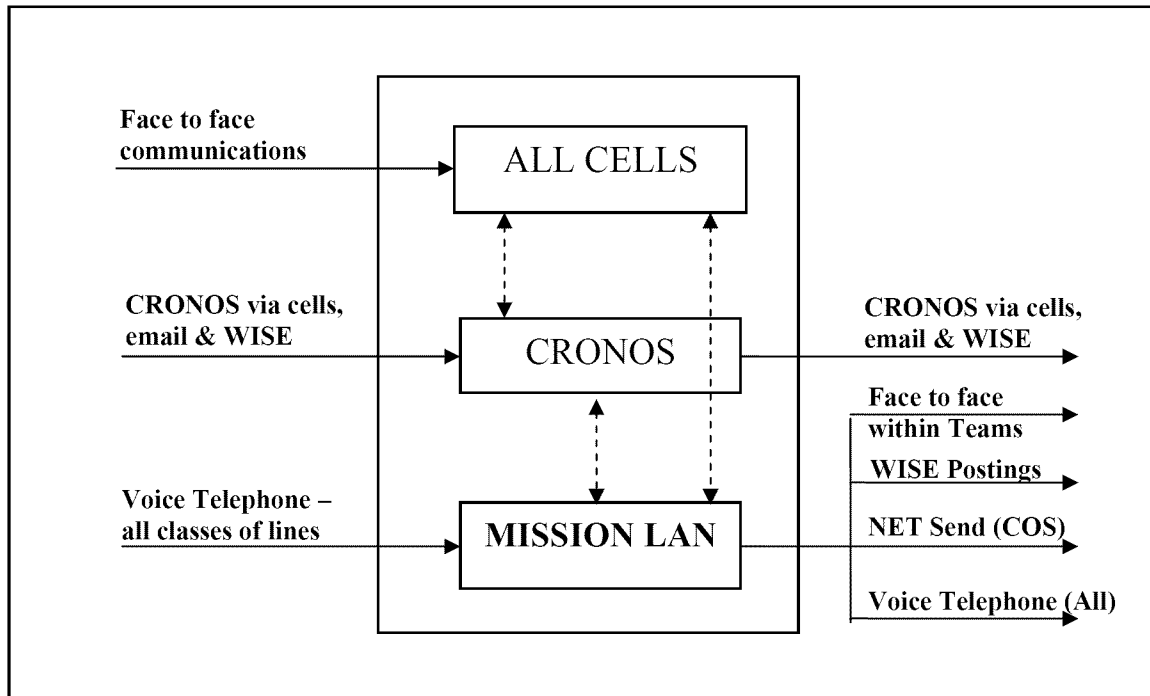 Face to face
communications
ALL CELLS
CRONOS via cells,
email & WISE
CRONOS
CRONOS via cells,
email & WISE
Face to face
within Teams
WISE Postings
Voice Telephone –
all classes of lines
MISSION LAN
NET Send (COS)
Voice Telephone (All)